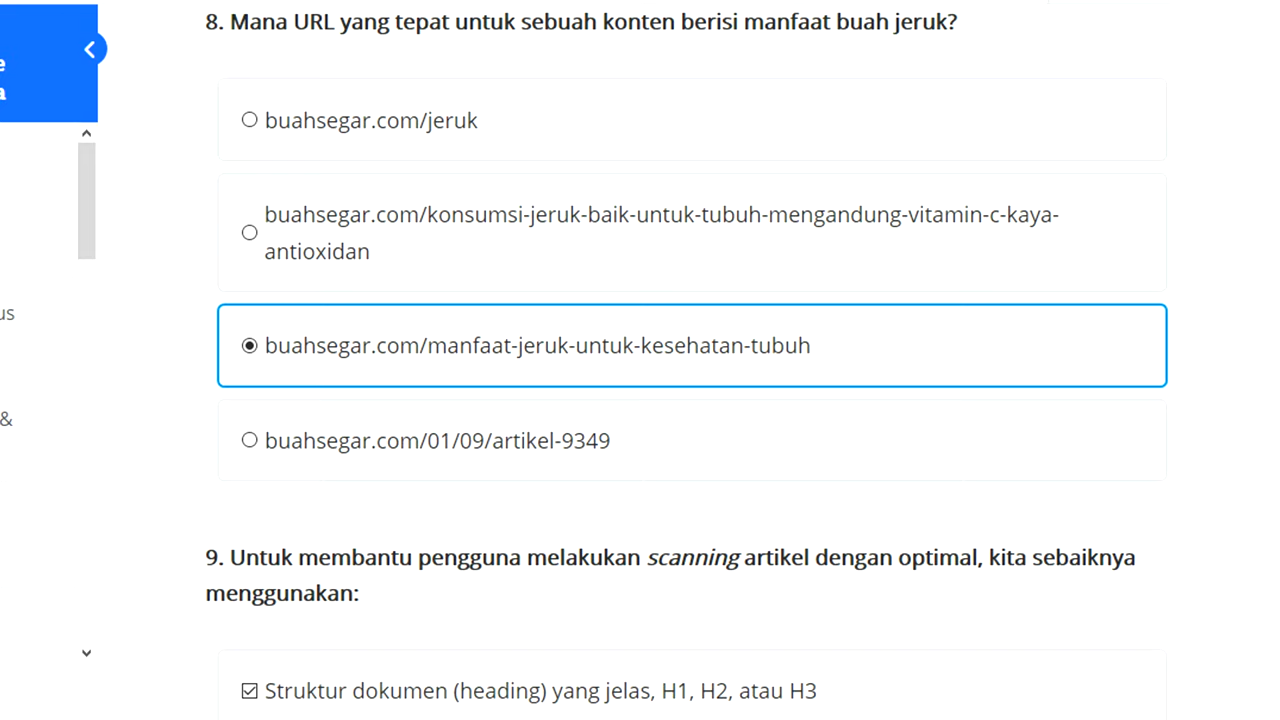 8. Mana URL yang tepat untuk sebuah konten berisi manfaat buah jeruk?
buahsegar.com/jeruk
buahsegar.com/konsumsi-jeruk-baik-untuk-tubuh-mengandung-vitamin-c-kaya-
antioxidan
buahsegar.com/manfaat-jeruk-untuk-kesehatan-tubuh
&
buahsegar.com/01/09/artikel-9349
9. Untuk membantu pengguna melakukan scanning artikel dengan optimal, kita sebaiknya
menggunakan:
Struktur dokumen (heading) yang jelas, H1, H2, atau H3